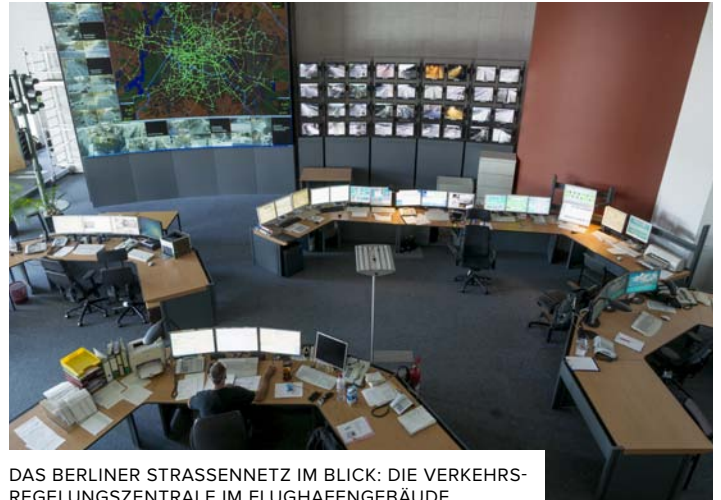 DAS BERLINER STRASSENNETZ IM BLICK: DIE VERKEHRS-
REGELUNGSZENTRALE IM FLUGHAFENGEBÄUDE